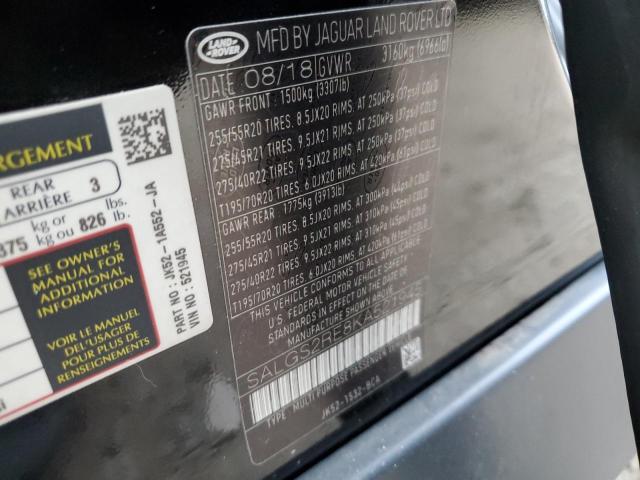 LAND
ROVER
MFD BY JAGUAR LAND ROVER LTD
DATE 08/18 GVWR 3160kg (6966lb)
GAWR FRONT 1500kg (3307lb)
255/55R20 TIRES. 8.5JX20 RIMS. AT 250kPa (37psi) COLD
275/45R21 TIRES. 9.5JX21 RIMS. AT 250kPa (37psi) COLD
275/40R22 TIRES. 9.5JX22 RIMS. AT 250kPa (37psi) COLD
T195/70R20 TIRES. 6.0JX20 RIMS. AT 420kPa (61psi) COLD
GAWR REAR 1775kg (3913lb)
255/55R20 TIRES. 8.5JX20 RIMS. AT 300kPa (44psi) COLD
275/45R21 TIRES. 9.5JX21 RIMS. AT 310kPa (45psi) COLD
275/40R22 TIRES. 9.5JX22 RIMS. AT 310kPa (45psi) COLD
T195/70R20 TIRES. 6.0JX20 RIMS. AT 420kPa (61psi) COLD
THIS VEHICLE CONFORMS TO ALL APPLICABLE
U.S. FEDERAL MOTOR VEHICLE SAFETY
STANDARDS IN EFFECT ON THE DATE OF
MANUFACTURE SHOWN ABOVE.
TYPE: MULTI PURPOSE PASSENGER
JK52-1532-BCA
RGEMENT
REAR
ARRIÈRE 3
375 kg or
kg ou 826 lbs.
lb.
SEE OWNER'S
MANUAL FOR
ADDITIONAL
INFORMATION
VOIR LE MANUEL
DE L'USAGER
POUR PLUS DE
RENSEIGNEMENTS
PART NO: JK52-1A552-JA
VIN - SERIAL: 521945